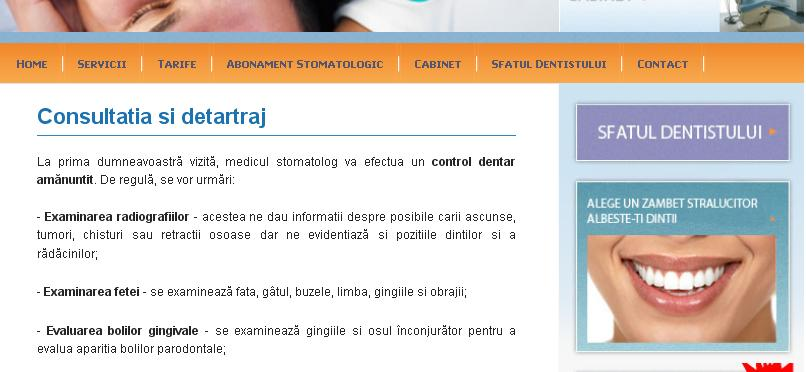 CABINET
HOME
SERVICII
TARIFE
ABONAMENT STOMATOLOGIC
CABINET
SFATUL DENTISTULUI
CONTACT
Consultatia si detartraj
La prima dumneavoastră vizită, medicul stomatolog va efectua un control dentar
amănuntit. De regulă, se vor urmări:
- Examinarea radiografiilor - acestea ne dau informatii despre posibile carii ascunse,
tumori, chisturi sau retractii osoase dar ne evidentiază si pozitiile dintilor si a
rădăcinilor;
- Examinarea fetei - se examinează fata, gâtul, buzele, limba, gingiile si obrajii;
- Evaluarea bolilor gingivale - se examinează gingiile si osul înconjurător pentru a
evalua aparitia bolilor parodontale;
SFATUL DENTISTULUI
ALEGE UN ZAMBET STRALUCITOR
ALBESTE-TI DINTII